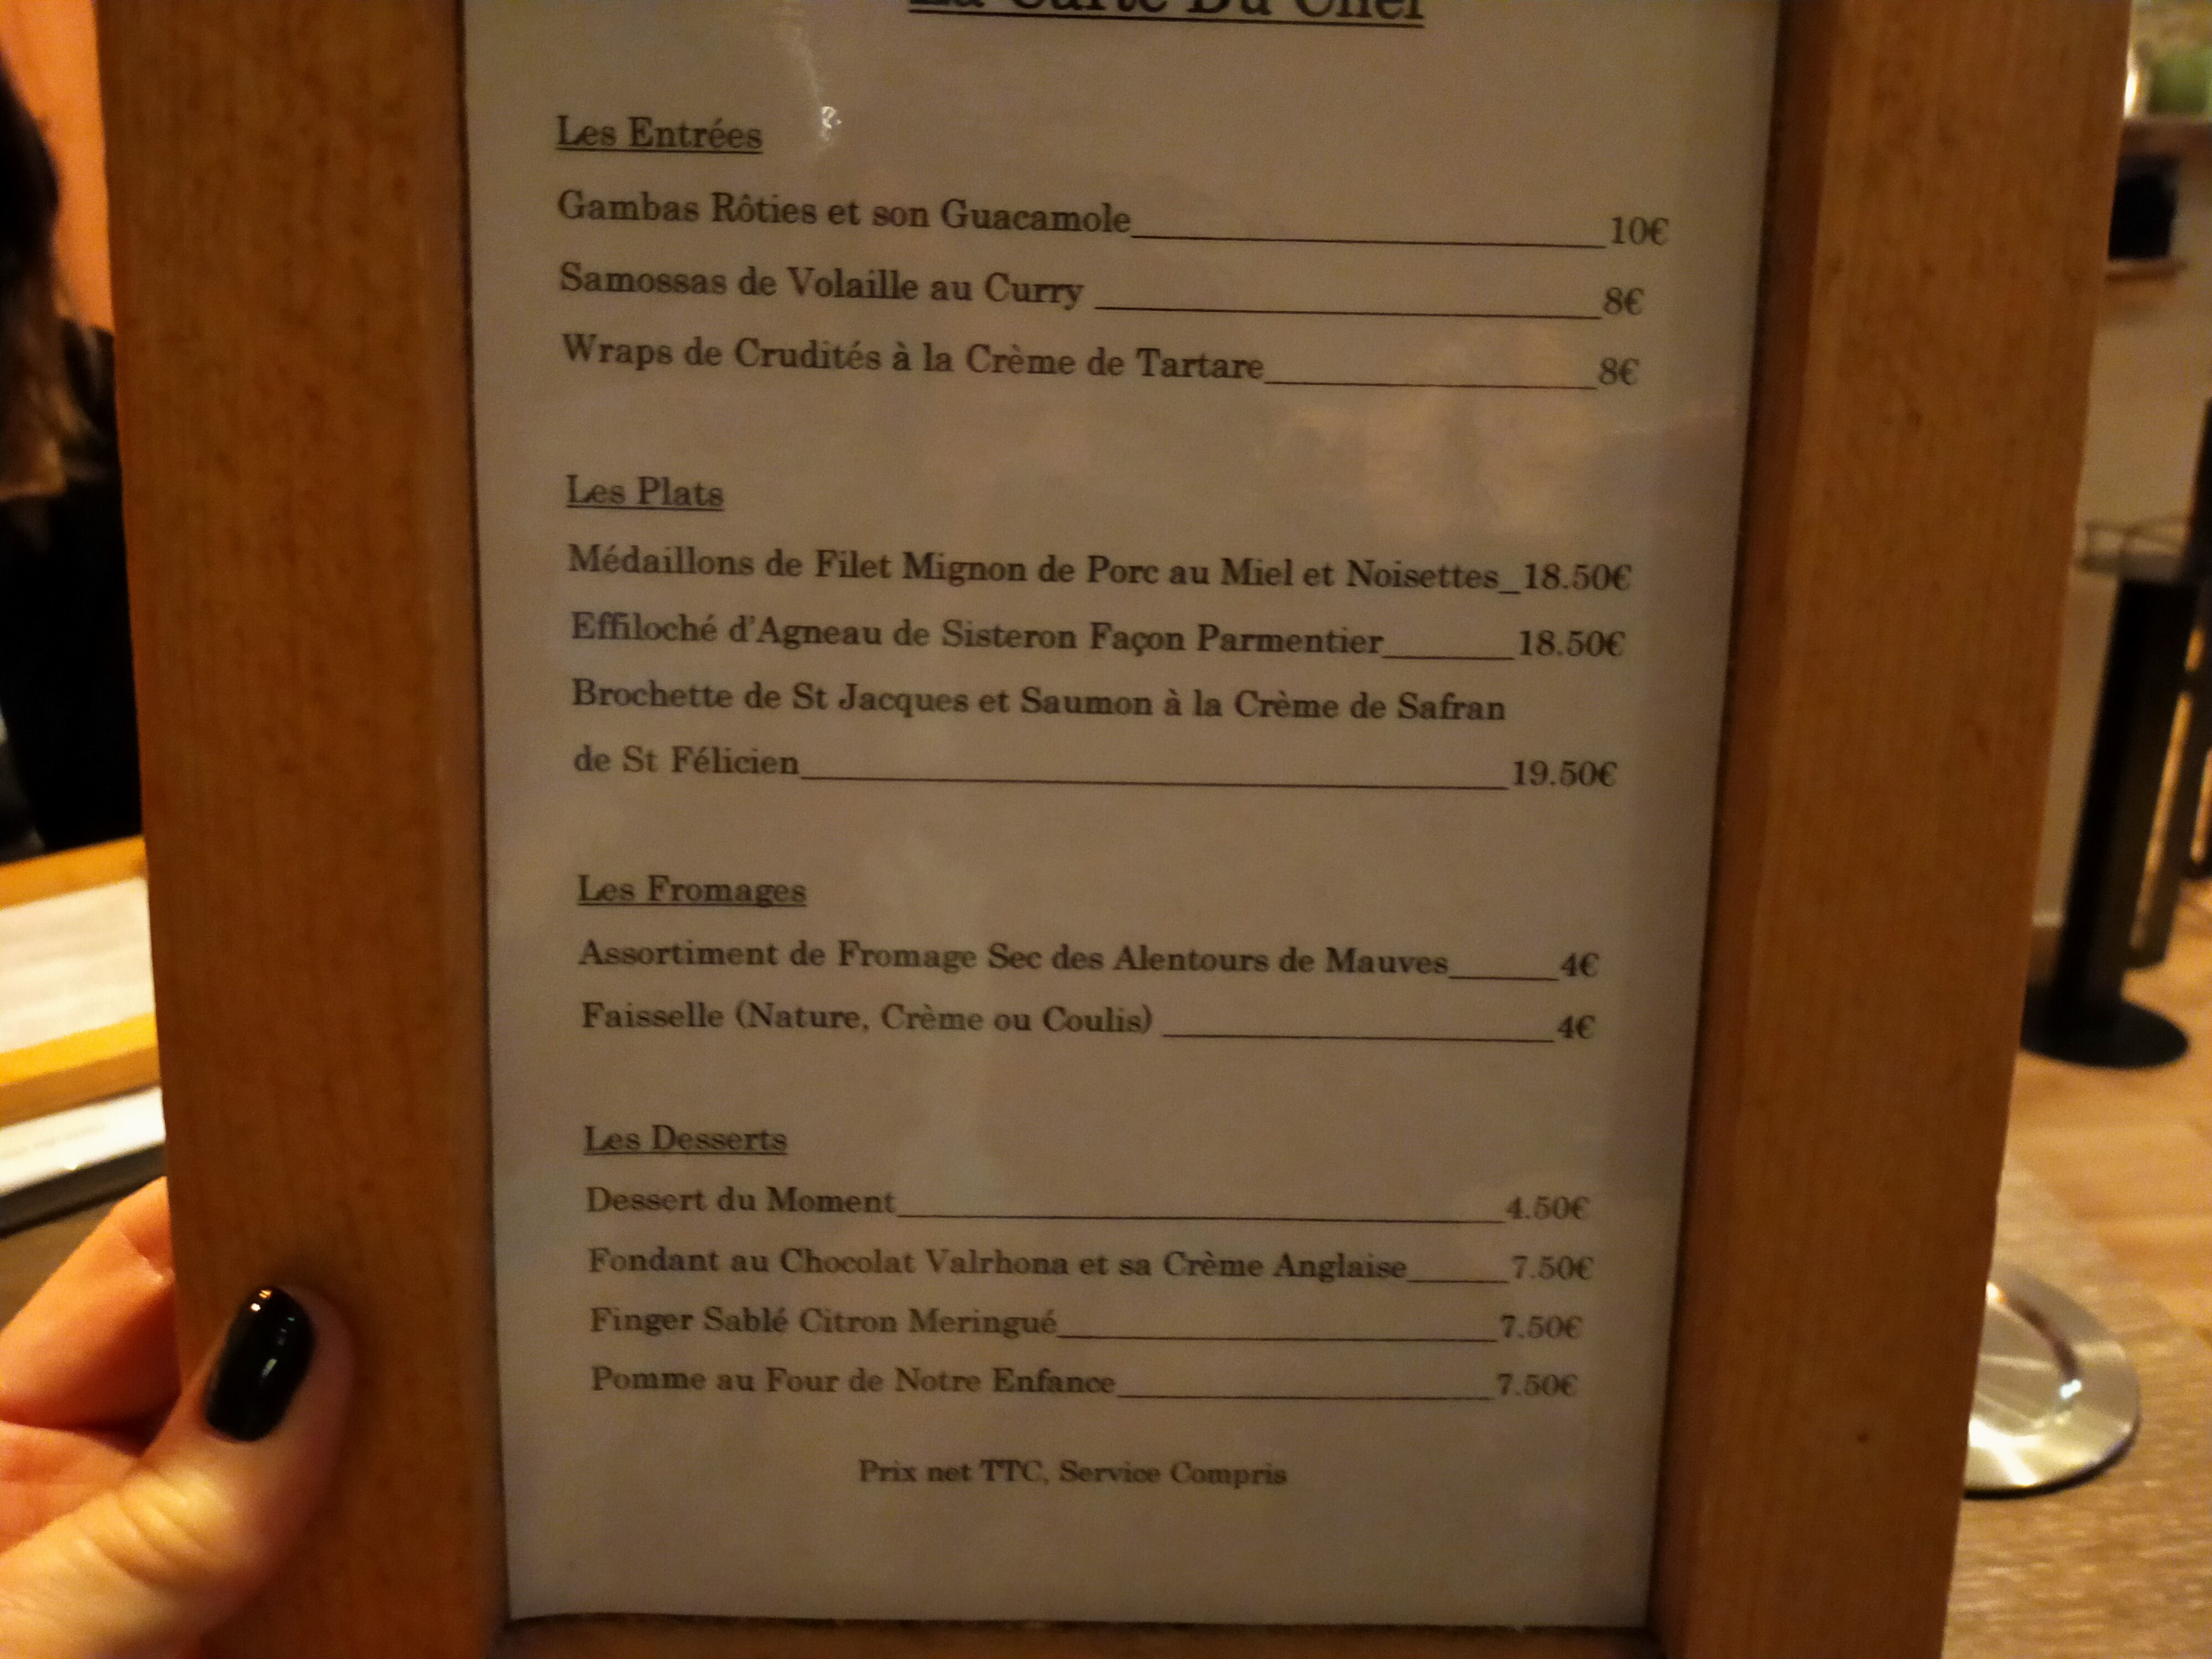 La Carte Du Chef
Les Entrées
Gambas Rôties et son Guacamole 10€
Samossas de Volaille au Curry 8€
Wraps de Crudités à la Crème de Tartare 8€
Les Plats
Médaillons de Filet Mignon de Porc au Miel et Noisettes 18.50€
Effiloché d'Agneau de Sisteron Façon Parmentier 18.50€
Brochette de St Jacques et Saumon à la Crème de Safran
de St Félicien 19.50€
Les Fromages
Assortiment de Fromage Sec des Alentours de Mauves 4€
Faisselle (Nature, Crème ou Coulis) 4€
Les Desserts
Dessert du Moment 4.50€
Fondant au Chocolat Valrhona et sa Crème Anglaise 7.50€
Finger Sablé Citron Meringué 7.50€
Pomme au Four de Notre Enfance 7.50€
Prix net TTC, Service Compris